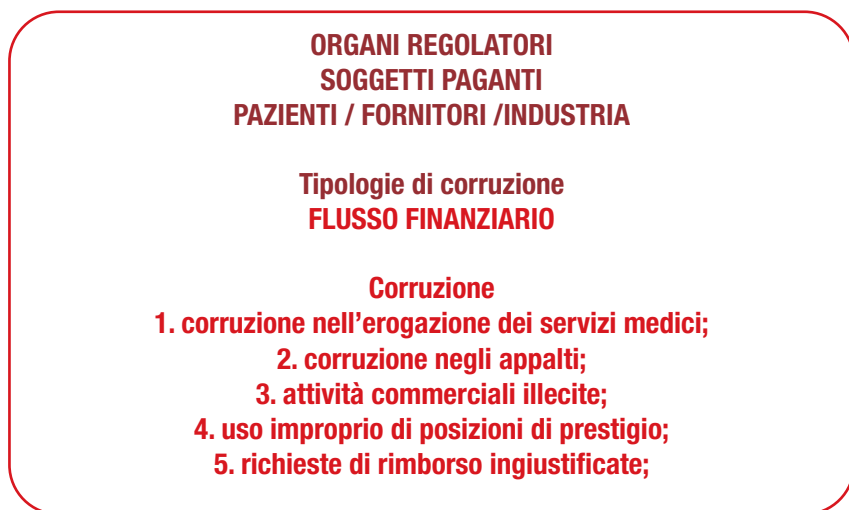 ORGANI REGOLATORI
SOGGETTI PAGANTI
PAZIENTI / FORNITORI /INDUSTRIA
Tipologie di corruzione
FLUSSO FINANZIARIO
Corruzione
1. corruzione nell'erogazione dei servizi medici;
2. corruzione negli appalti;
3. attività commerciali illecite;
4. uso improprio di posizioni di prestigio;
5. richieste di rimborso ingiustificate;